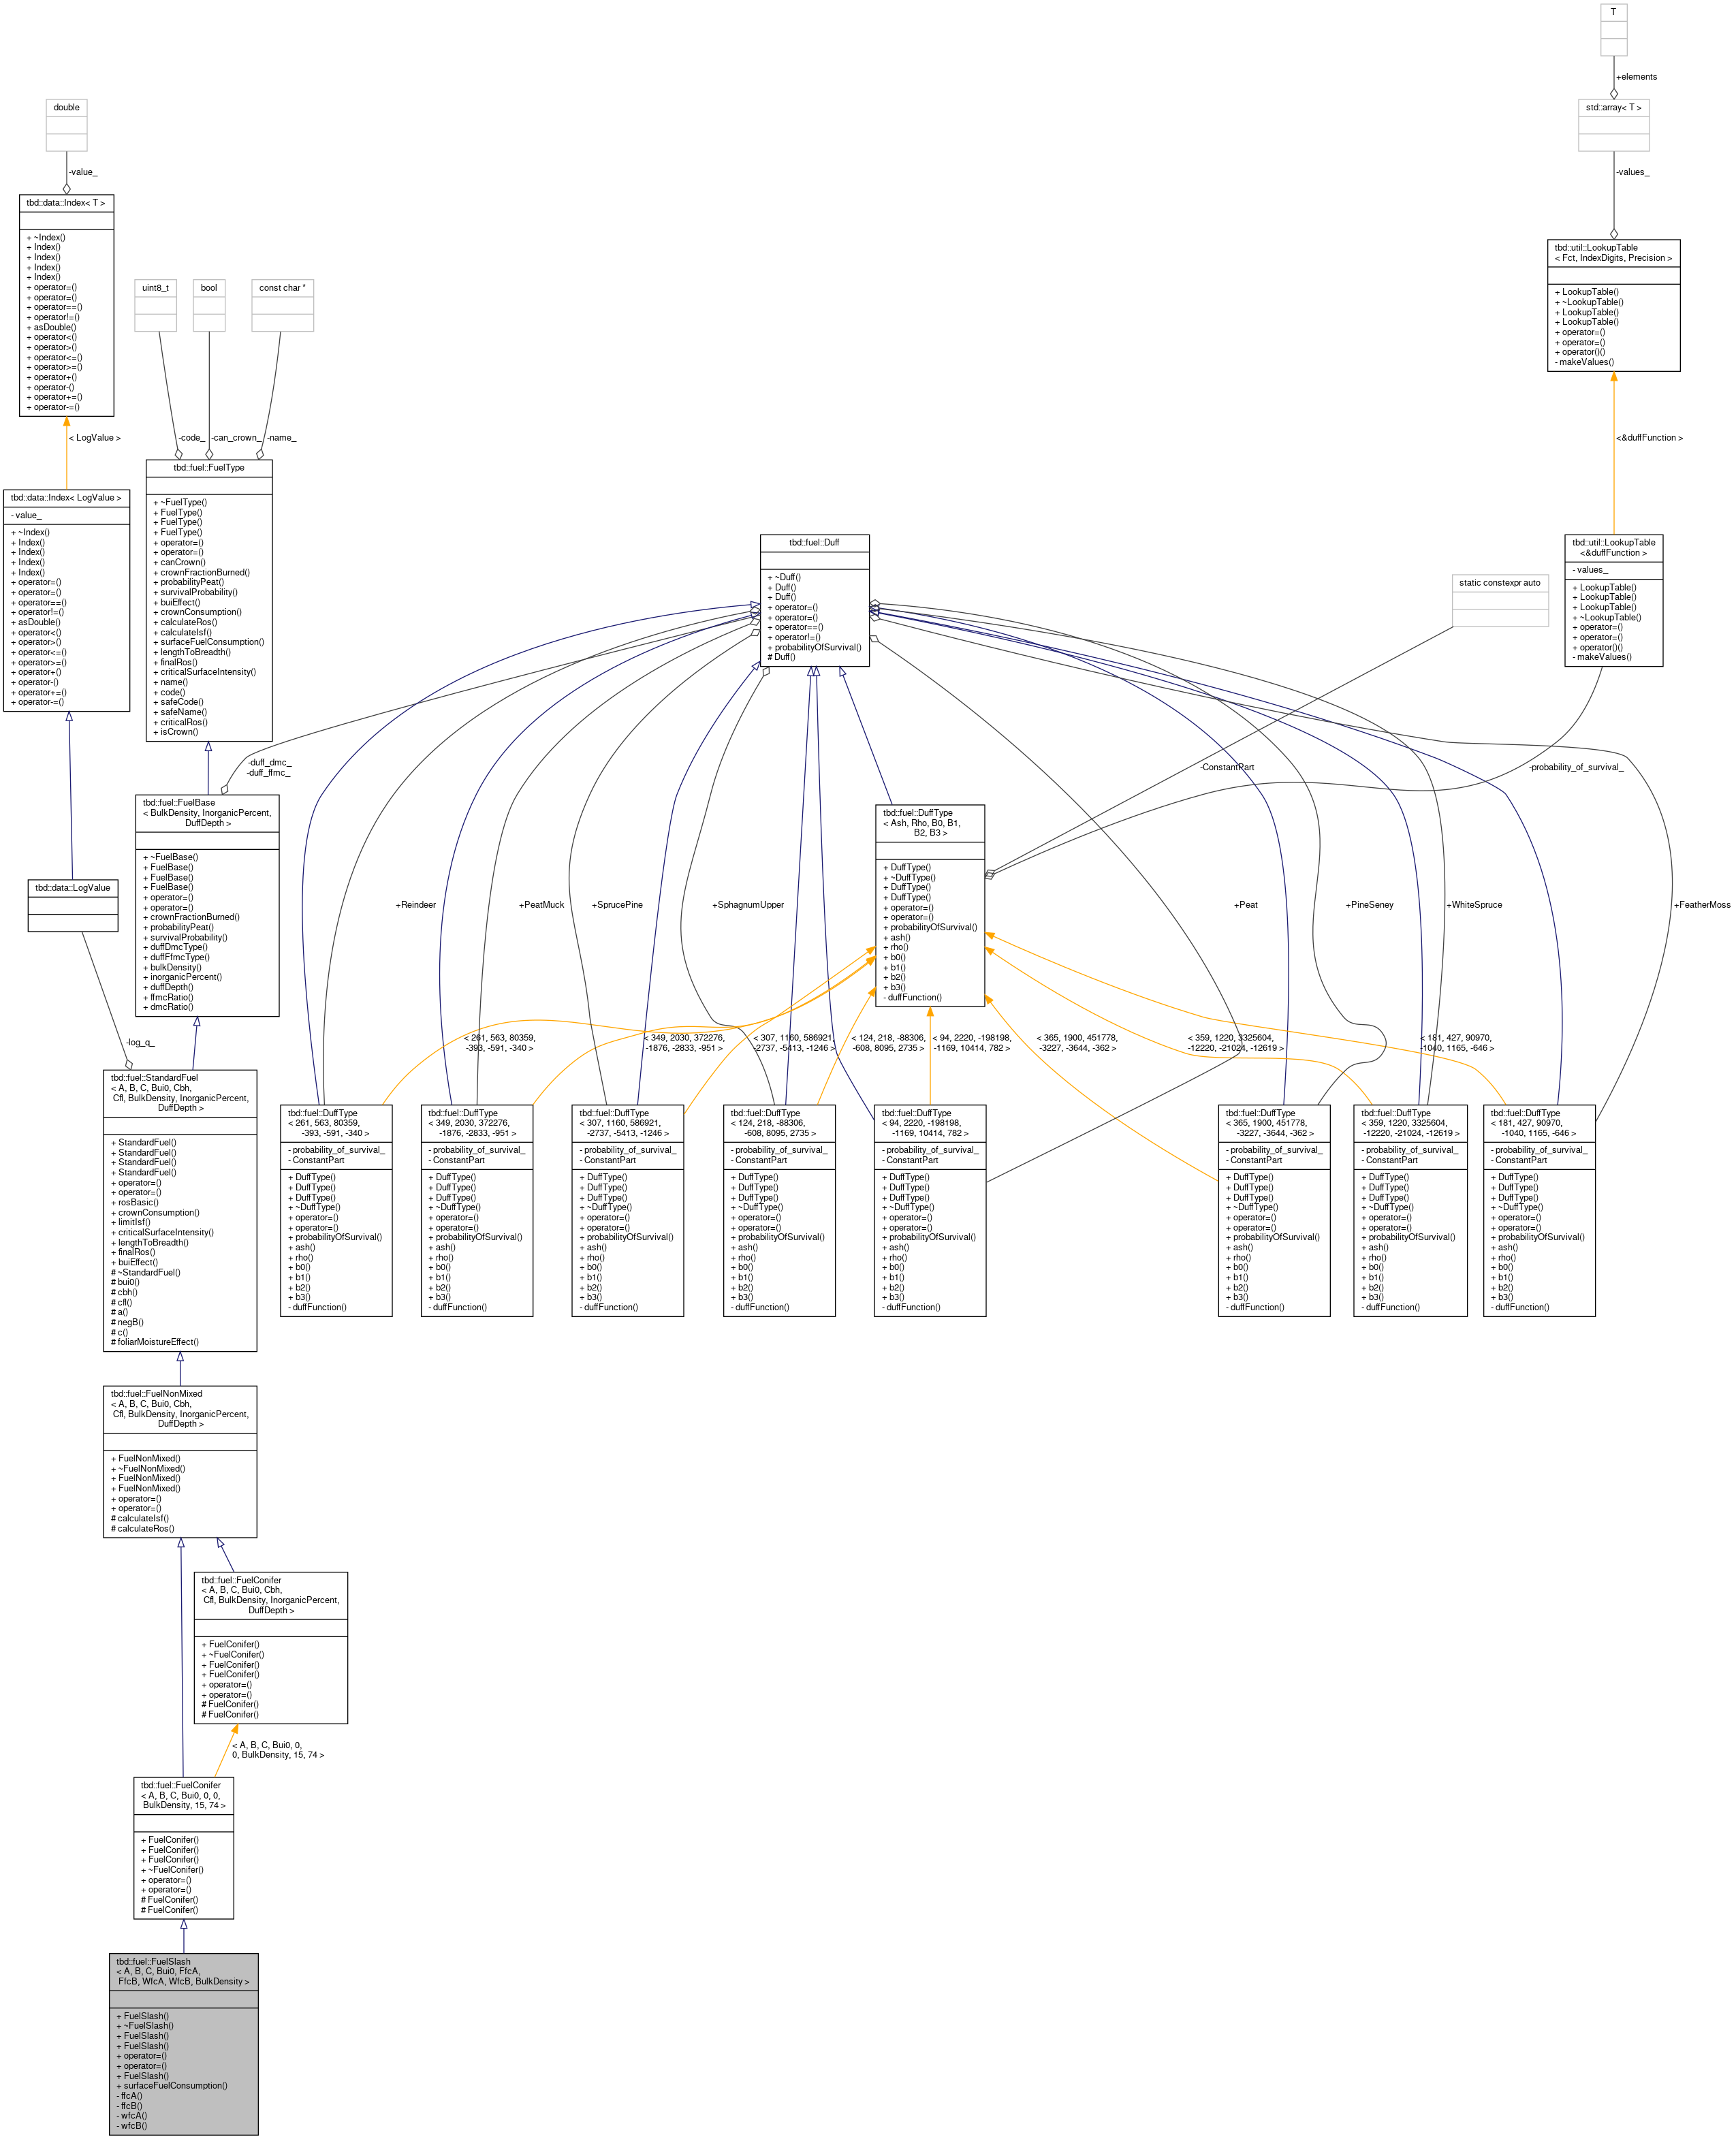 T
+elements
double
std::array< T >
-value_
-values_
tbd::data::Index< T >
+ ~Index()
+ Index()
+ Index()
+ Index()
+ Index()
+ operator=()
+ operator=()
+ operator==()
+ operator!=()
+ asDouble()
+ operator<()
+ operator>()
+ operator<=()
+ operator>=()
+ operator+()
+ operator-()
+ operator+=()
+ operator-=()
tbd::util::LookupTable
< Fct, IndexDigits, Precision >
+ LookupTable()
+ ~LookupTable()
+ LookupTable()
+ LookupTable()
+ operator=()
+ operator=()
+ operator()()
- makeValues()
uint8_t
bool
const char *
< LogValue >
-code_
-can_crown_
-name_
<&duffFunction >
tbd::data::Index< LogValue >
- value_
+ ~Index()
+ Index()
+ Index()
+ Index()
+ Index()
+ operator=()
+ operator=()
+ operator==()
+ operator!=()
+ asDouble()
+ operator<()
+ operator>()
+ operator<=()
+ operator>=()
+ operator+()
+ operator-()
+ operator+=()
+ operator-=()
tbd::fuel::FuelType
+ ~FuelType()
+ FuelType()
+ FuelType()
+ FuelType()
+ operator=()
+ operator=()
+ canCrown()
+ crownFractionBurned()
+ probabilityPeat()
+ survivalProbability()
+ buiEffect()
+ crownConsumption()
+ calculateRos()
+ calculateIsf()
+ surfaceFuelConsumption()
+ lengthToBreadth()
+ finalRos()
+ criticalSurfaceIntensity()
+ name()
+ code()
+ safeCode()
+ safeName()
+ criticalRos()
+ isCrown()
tbd::fuel::Duff
+ ~Duff()
+ Duff()
+ Duff()
+ operator=()
+ operator=()
+ operator==()
+ operator!=()
+ probabilityOfSurvival()
# Duff()
static constexpr auto
tbd::util::LookupTable
<&duffFunction >
- values_
+ LookupTable()
+ LookupTable()
+ LookupTable()
+ ~LookupTable()
+ operator=()
+ operator=()
+ operator()()
- makeValues()
-duff_dmc_
-duff_ffmc_
-ConstantPart
-probability_of_survival_
tbd::fuel::FuelBase
< BulkDensity, InorganicPercent,
DuffDepth >
+ ~FuelBase()
+ FuelBase()
+ FuelBase()
+ FuelBase()
+ operator=()
+ operator=()
+ crownFractionBurned()
+ probabilityPeat()
+ survivalProbability()
+ duffDmcType()
+ duffFfmcType()
+ bulkDensity()
+ inorganicPercent()
+ duffDepth()
+ ffmcRatio()
+ dmcRatio()
tbd::fuel::DuffType
< Ash, Rho, B0, B1,
B2, B3 >
+ DuffType()
+ ~DuffType()
+ DuffType()
+ DuffType()
+ operator=()
+ operator=()
+ probabilityOfSurvival()
+ ash()
+ rho()
+ b0()
+ b1()
+ b2()
+ b3()
- duffFunction()
tbd::data::LogValue
+Reindeer
+PeatMuck
+SprucePine
+SphagnumUpper
+Peat
+PineSeney
+WhiteSpruce
+FeatherMoss
-log_q_
< 261, 563, 80359,
-393, -591, -340 >
< 349, 2030, 372276,
-1876, -2833, -951 >
< 307, 1160, 586921,
-2737, -5413, -1246 >
< 124, 218, -88306,
-608, 8095, 2735 >
< 94, 2220, -198198,
-1169, 10414, 782 >
< 365, 1900, 451778,
-3227, -3644, -362 >
< 359, 1220, 3325604,
-12220, -21024, -12619 >
< 181, 427, 90970,
-1040, 1165, -646 >
tbd::fuel::StandardFuel
< A, B, C, Bui0, Cbh,
Cfl, BulkDensity, InorganicPercent,
DuffDepth >
+ StandardFuel()
+ StandardFuel()
+ StandardFuel()
+ StandardFuel()
+ operator=()
+ operator=()
+ rosBasic()
+ crownConsumption()
+ limitIsf()
+ criticalSurfaceIntensity()
+ lengthToBreadth()
+ finalRos()
+ buiEffect()
# ~StandardFuel()
# bui0()
# cbh()
# cfl()
# a()
# negB()
# c()
# foliarMoistureEffect()
tbd::fuel::DuffType
< 261, 563, 80359,
-393, -591, -340 >
- probability_of_survival_
- ConstantPart
+ DuffType()
+ DuffType()
+ DuffType()
+ ~DuffType()
+ operator=()
+ operator=()
+ probabilityOfSurvival()
+ ash()
+ rho()
+ b0()
+ b1()
+ b2()
+ b3()
- duffFunction()
tbd::fuel::DuffType
< 349, 2030, 372276,
-1876, -2833, -951 >
- probability_of_survival_
- ConstantPart
+ DuffType()
+ DuffType()
+ DuffType()
+ ~DuffType()
+ operator=()
+ operator=()
+ probabilityOfSurvival()
+ ash()
+ rho()
+ b0()
+ b1()
+ b2()
+ b3()
- duffFunction()
tbd::fuel::DuffType
< 307, 1160, 586921,
-2737, -5413, -1246 >
- probability_of_survival_
- ConstantPart
+ DuffType()
+ DuffType()
+ DuffType()
+ ~DuffType()
+ operator=()
+ operator=()
+ probabilityOfSurvival()
+ ash()
+ rho()
+ b0()
+ b1()
+ b2()
+ b3()
- duffFunction()
tbd::fuel::DuffType
< 124, 218, -88306,
-608, 8095, 2735 >
- probability_of_survival_
- ConstantPart
+ DuffType()
+ DuffType()
+ DuffType()
+ ~DuffType()
+ operator=()
+ operator=()
+ probabilityOfSurvival()
+ ash()
+ rho()
+ b0()
+ b1()
+ b2()
+ b3()
- duffFunction()
tbd::fuel::DuffType
< 94, 2220, -198198,
-1169, 10414, 782 >
- probability_of_survival_
- ConstantPart
+ DuffType()
+ DuffType()
+ DuffType()
+ ~DuffType()
+ operator=()
+ operator=()
+ probabilityOfSurvival()
+ ash()
+ rho()
+ b0()
+ b1()
+ b2()
+ b3()
- duffFunction()
tbd::fuel::DuffType
< 365, 1900, 451778,
-3227, -3644, -362 >
- probability_of_survival_
- ConstantPart
+ DuffType()
+ DuffType()
+ DuffType()
+ ~DuffType()
+ operator=()
+ operator=()
+ probabilityOfSurvival()
+ ash()
+ rho()
+ b0()
+ b1()
+ b2()
+ b3()
- duffFunction()
tbd::fuel::DuffType
< 359, 1220, 3325604,
-12220, -21024, -12619 >
- probability_of_survival_
- ConstantPart
+ DuffType()
+ DuffType()
+ DuffType()
+ ~DuffType()
+ operator=()
+ operator=()
+ probabilityOfSurvival()
+ ash()
+ rho()
+ b0()
+ b1()
+ b2()
+ b3()
- duffFunction()
tbd::fuel::DuffType
< 181, 427, 90970,
-1040, 1165, -646 >
- probability_of_survival_
- ConstantPart
+ DuffType()
+ DuffType()
+ DuffType()
+ ~DuffType()
+ operator=()
+ operator=()
+ probabilityOfSurvival()
+ ash()
+ rho()
+ b0()
+ b1()
+ b2()
+ b3()
- duffFunction()
tbd::fuel::FuelNonMixed
< A, B, C, Bui0, Cbh,
Cfl, BulkDensity, InorganicPercent,
DuffDepth >
+ FuelNonMixed()
+ ~FuelNonMixed()
+ FuelNonMixed()
+ FuelNonMixed()
+ operator=()
+ operator=()
# calculateIsf()
# calculateRos()
tbd::fuel::FuelConifer
< A, B, C, Bui0, Cbh,
Cfl, BulkDensity, InorganicPercent,
DuffDepth >
+ FuelConifer()
+ ~FuelConifer()
+ FuelConifer()
+ FuelConifer()
+ operator=()
+ operator=()
# FuelConifer()
# FuelConifer()
< A, B, C, Bui0, 0,
0, BulkDensity, 15, 74 >
tbd::fuel::FuelConifer
< A, B, C, Bui0, 0, 0,
BulkDensity, 15, 74 >
+ FuelConifer()
+ FuelConifer()
+ FuelConifer()
+ ~FuelConifer()
+ operator=()
+ operator=()
# FuelConifer()
# FuelConifer()
tbd::fuel::FuelSlash
< A, B, C, Bui0, FfcA,
FfcB, WfcA, WfcB, BulkDensity >
+ FuelSlash()
+ ~FuelSlash()
+ FuelSlash()
+ FuelSlash()
+ operator=()
+ operator=()
+ FuelSlash()
+ surfaceFuelConsumption()
- ffcA()
- ffcB()
- wfcA()
- wfcB()